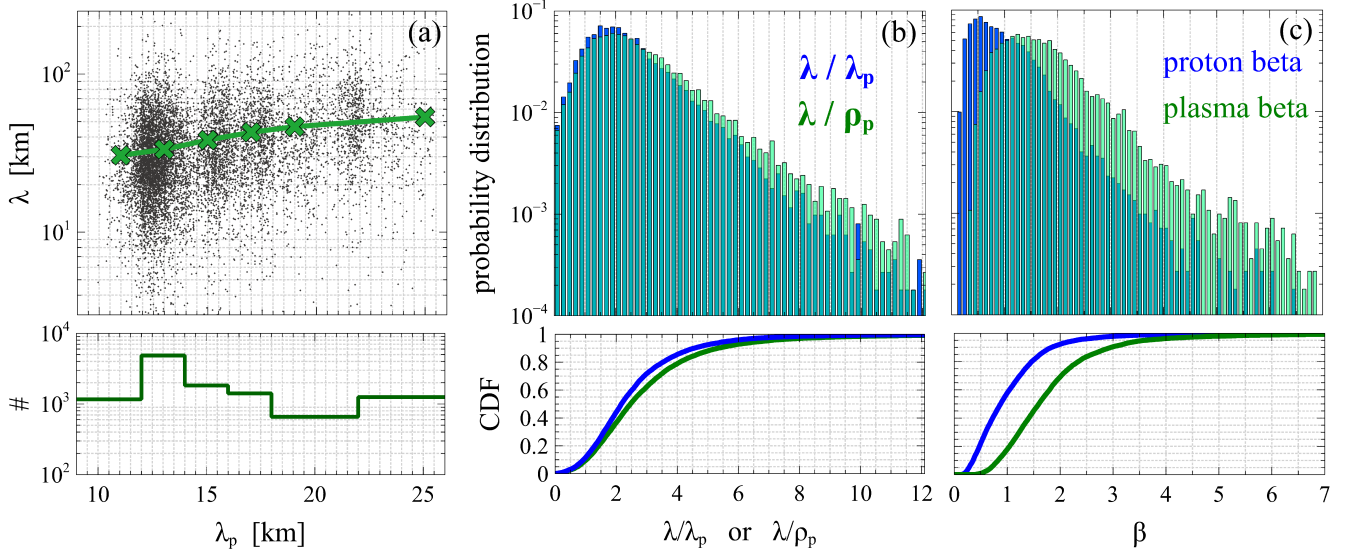 (a)
10²
10¹
λ [km]
10⁴
10³
10²
#
10 15 20 25
λₚ [km]
(b)
λ / λₚ
λ / ρₚ
10⁻¹
10⁻²
10⁻³
10⁻⁴
probability distribution
1
0.8
0.6
0.4
0.2
0
CDF
0 2 4 6 8 10 12
λ/λₚ or λ/ρₚ
(c)
proton beta
plasma beta
0 1 2 3 4 5 6 7
β